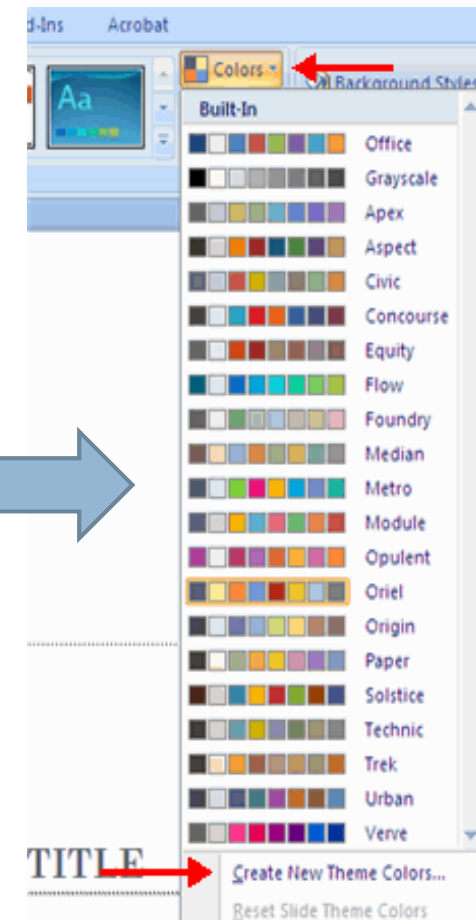 d-Ins Acrobat
Aa
Colors
Background Styles
Built-In
Office
Grayscale
Apex
Aspect
Civic
Concourse
Equity
Flow
Foundry
Median
Metro
Module
Opulent
Oriel
Origin
Paper
Solstice
Technic
Trek
Urban
Verve
TITLE
Create New Theme Colors...
Reset Slide Theme Colors